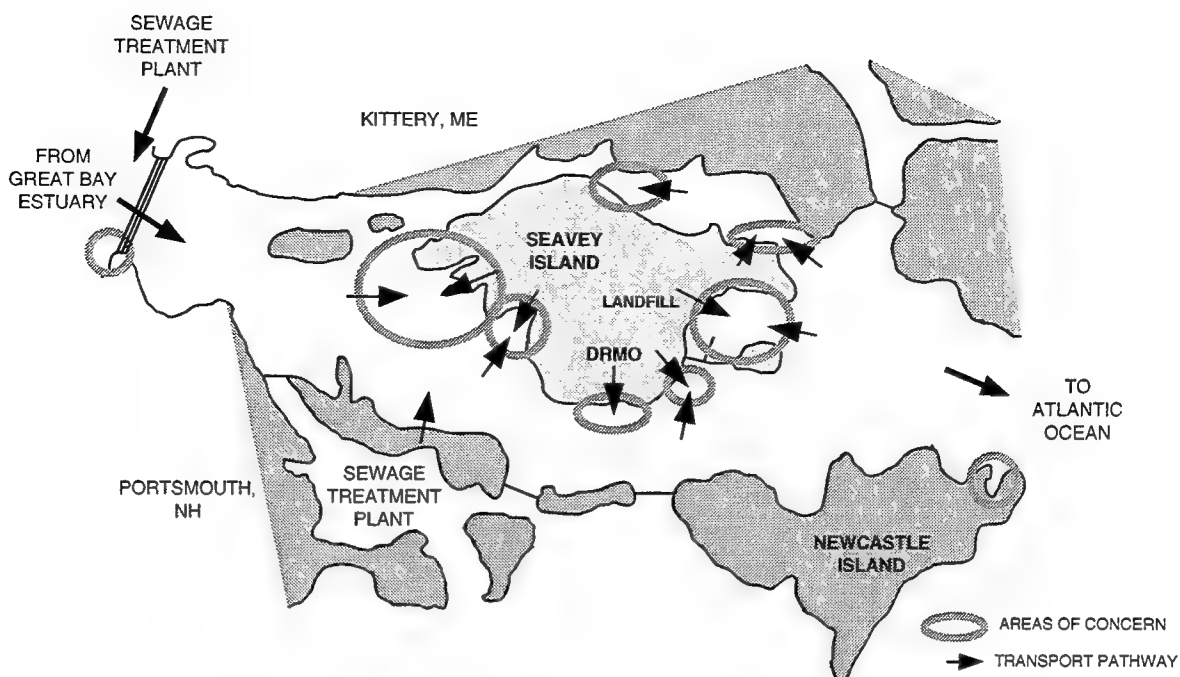 SEWAGE
TREATMENT
PLANT
KITTERY, ME
FROM
GREAT BAY
ESTUARY
SEAVEY
ISLAND
LANDFILL
DRMO
TO
ATLANTIC
OCEAN
PORTSMOUTH,
NH
SEWAGE
TREATMENT
PLANT
NEWCASTLE
ISLAND
AREAS OF CONCERN
TRANSPORT PATHWAY